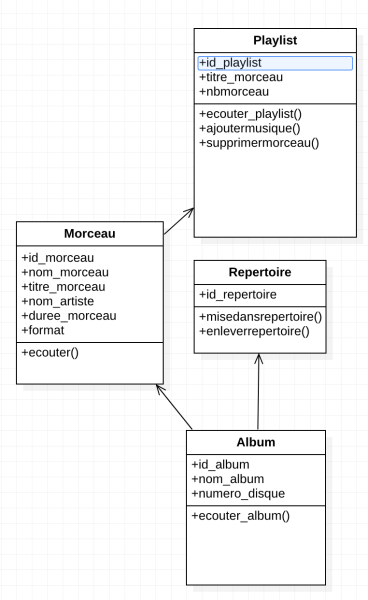 Playlist
+id_playlist
+titre_morceau
+nbmorceau
+ecouter_playlist()
+ajoutermusique()
+supprimermorceau()
Morceau
+id_morceau
+nom_morceau
+titre_morceau
+nom_artiste
+duree_morceau
+format
+ecouter()
Repertoire
+id_repertoire
+misedansrepertoire()
+enleverrepertoire()
Album
+id_album
+nom_album
+numero_disque
+ecouter_album()